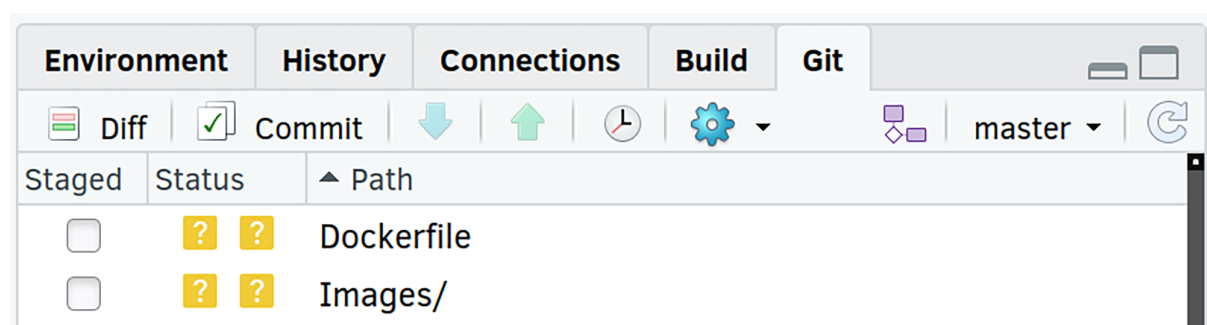 Environment History Connections Build Git
Diff Commit master
Staged Status Path
? ? Dockerfile
? ? Images/